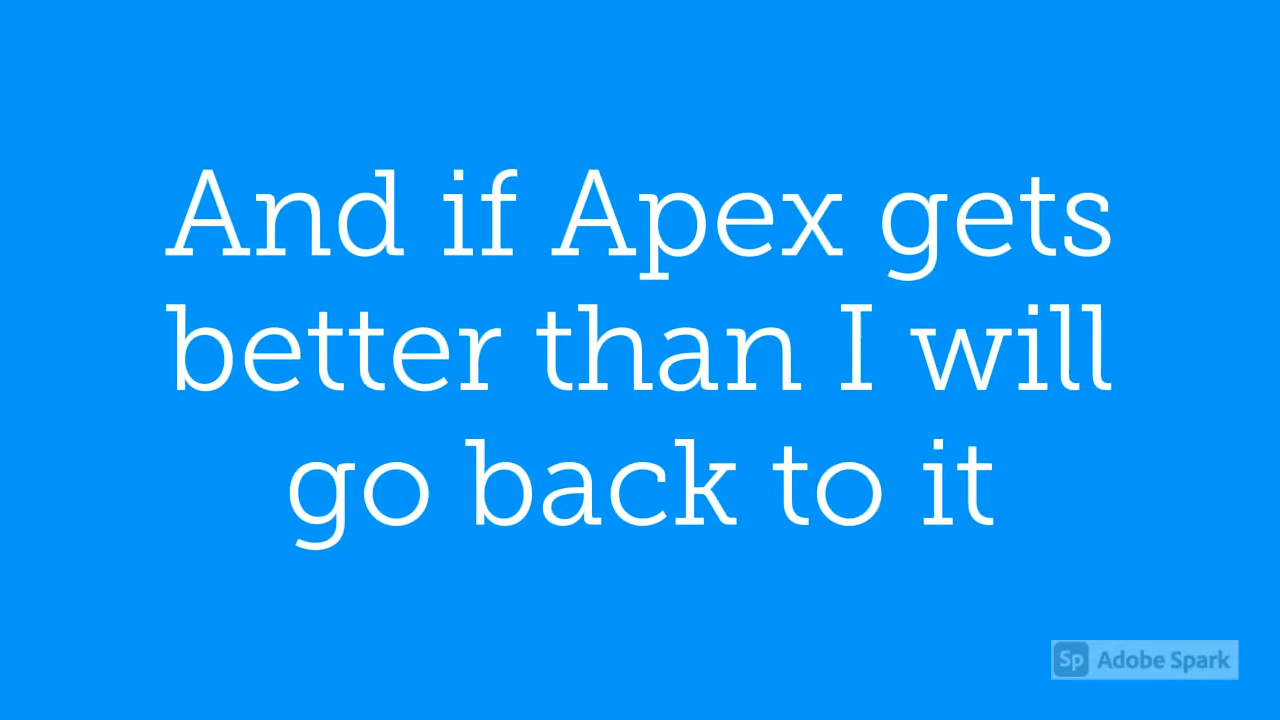 And if Apex gets
better than I will
go back to it
Sp Adobe Spark